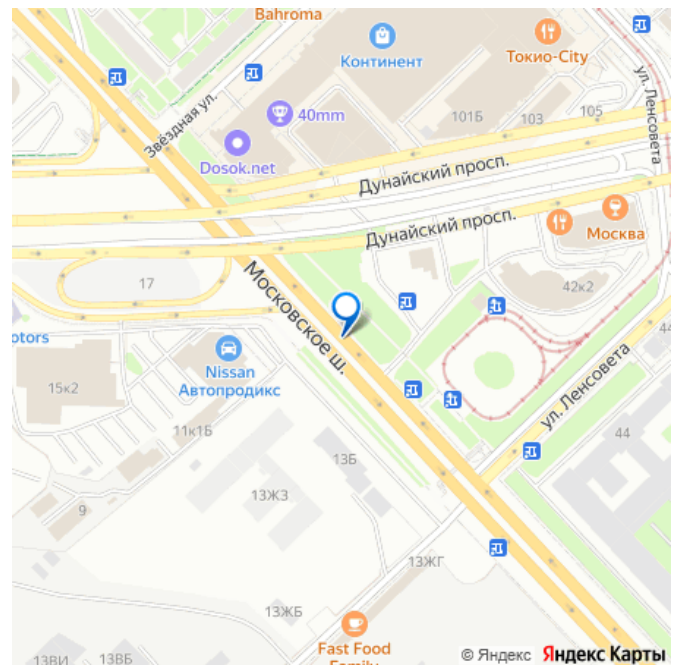 Bahroma
Континент
Токио-City
ул. Ленсовета
Звёздная ул.
40mm
101Б
103
105
Dosok.net
Дунайский просп.
Дунайский просп.
Москва
17
42к2
Московское ш.
otors
Nissan
Автопродикс
15к2
11к1Б
ул. Ленсовета
44
44
13Б
13ЖЗ
9
13ЖГ
13ЖБ
Fast Food
Family
13ВИ
13ВБ
© Яндекс Яндекс Карты